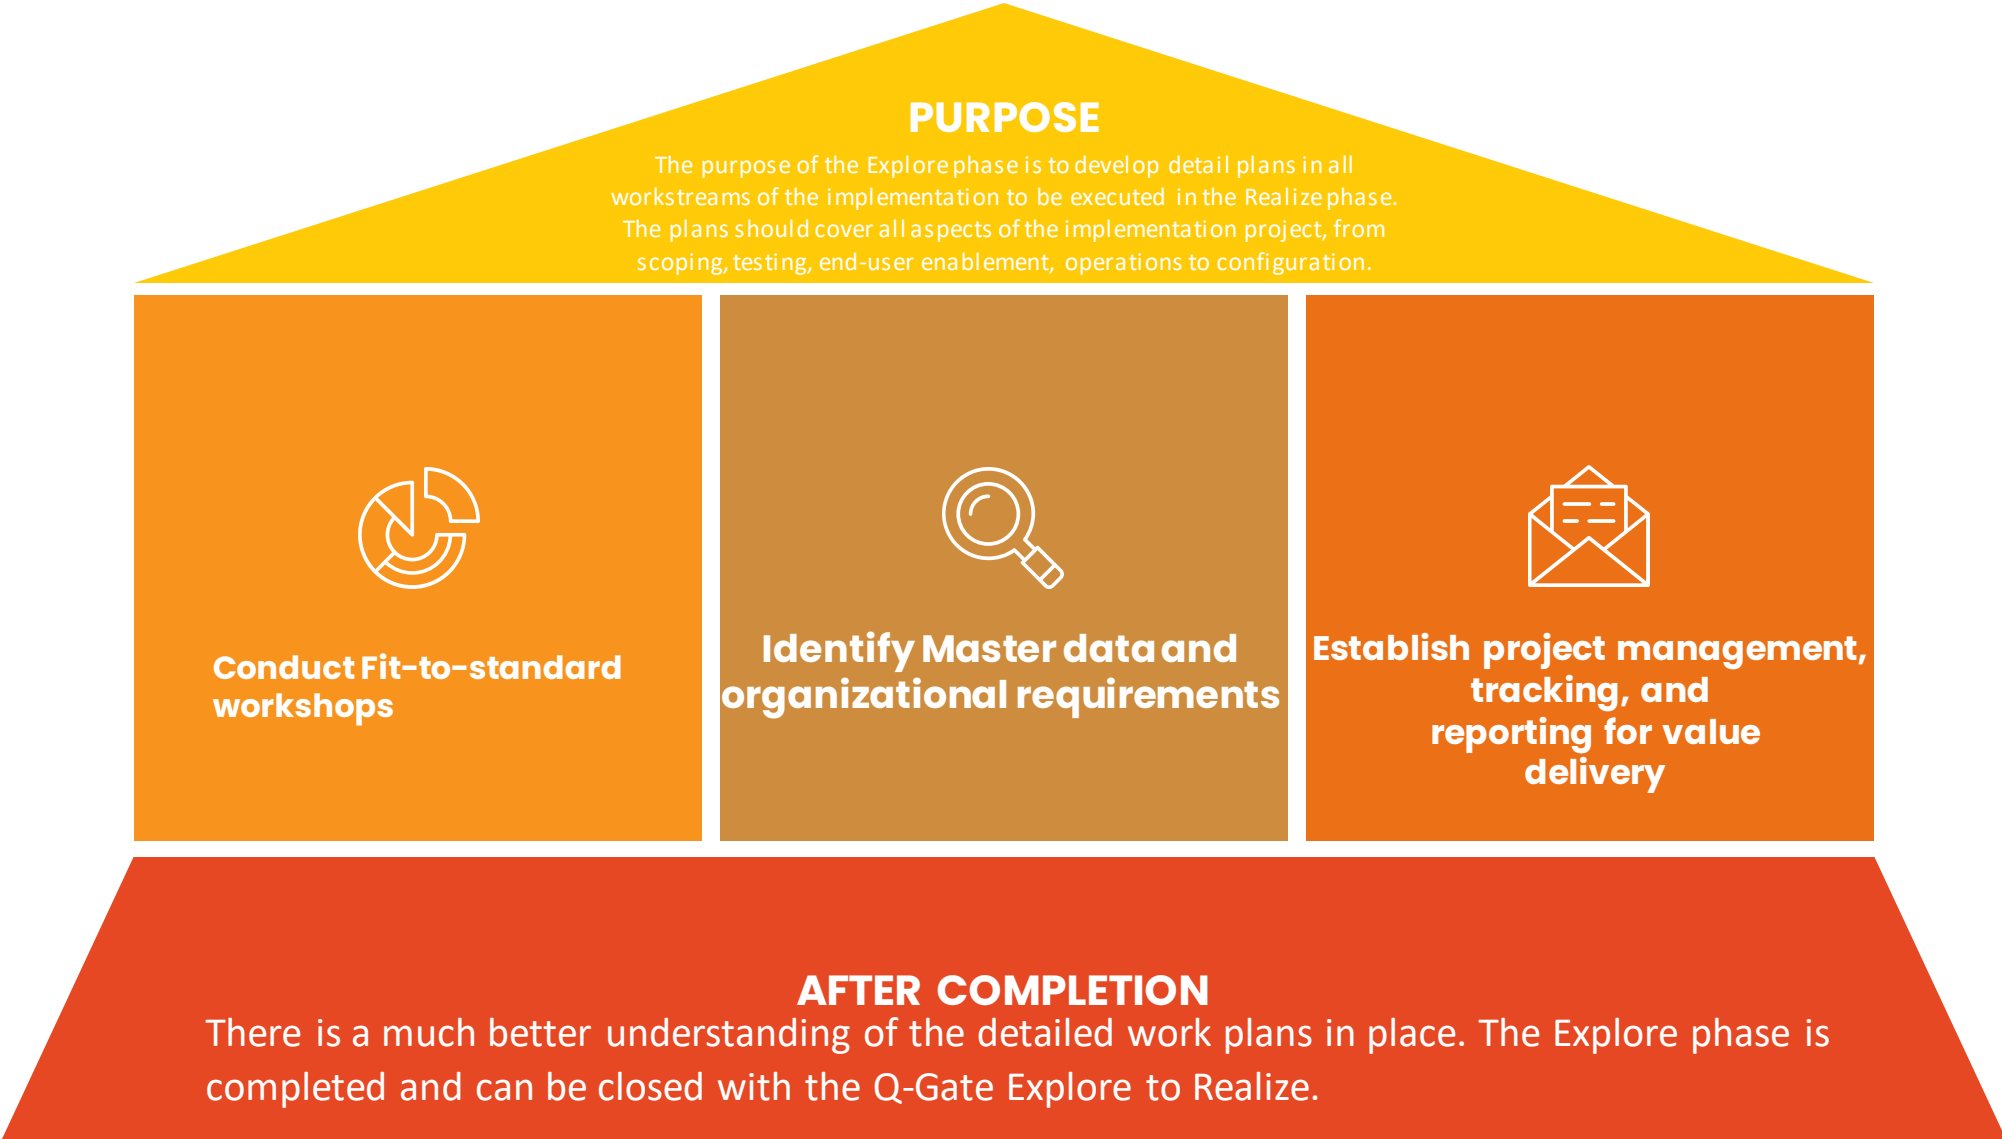 PURPOSE
The purpose of the Explore phase is to develop detail plans in all
workstreams of the implementation to be executed in the Realize phase.
The plans should cover all aspects of the implementation project, from
scoping, testing, end-user enablement, operations to configuration.
Conduct Fit-to-standard
workshops
Identify Master data and
organizational requirements
Establish project management,
tracking, and
reporting for value
delivery
AFTER COMPLETION
There is a much better understanding of the detailed work plans in place. The Explore phase is
completed and can be closed with the Q-Gate Explore to Realize.